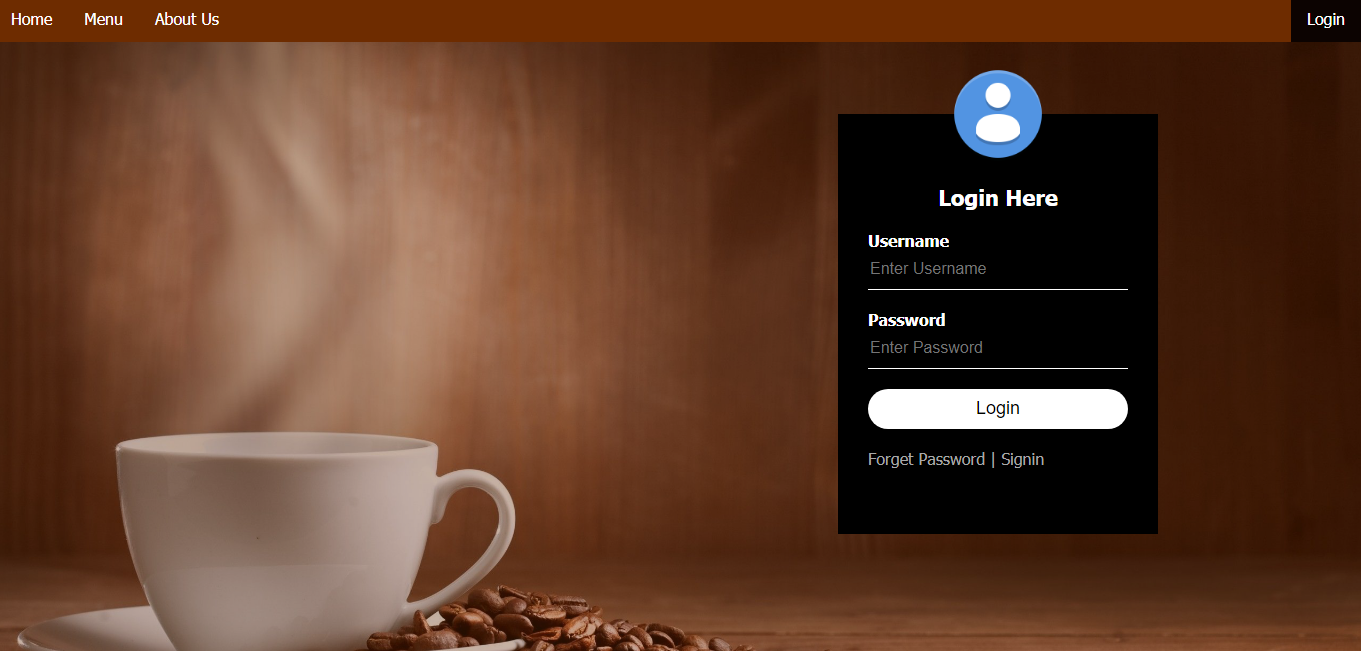 Home Menu About Us Login
Login Here
Username
Enter Username
Password
Enter Password
Login
Forget Password | Signin